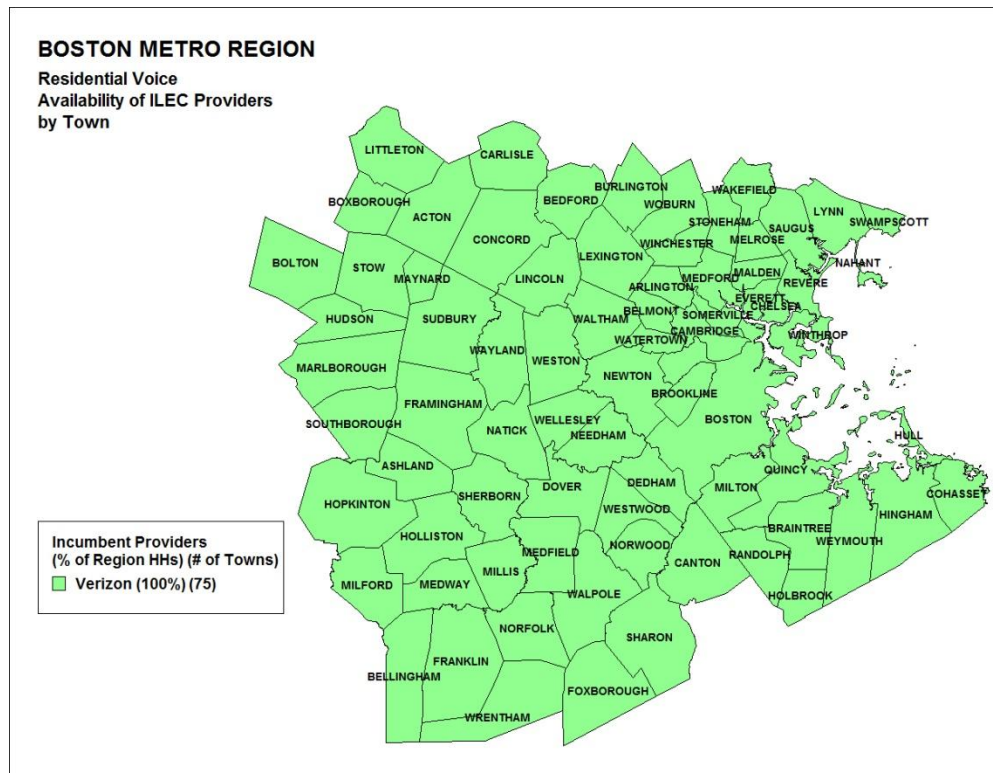 BOSTON METRO REGION
Residential Voice
Availability of ILEC Providers
by Town
LITTLETON
CARLISLE
BOXBOROUGH
ACTON
BEDFORD
BURLINGTON
WOBURN
WAKEFIELD
LYNN
SWAMPSCOTT
STONEHAM
SAUGUS
CONCORD
WINCHESTER
MELROSE
LEXINGTON
BOLTON
STOW
MAYNARD
LINCOLN
MEDFORD
MALDEN
NAHANT
REVERE
ARLINGTON
EVERETT
CHELSEA
HUDSON
SUDBURY
WALTHAM
BELMONT
SOMERVILLE
CAMBRIDGE
WINTHROP
WATERTOWN
WAYLAND
WESTON
MARLBOROUGH
NEWTON
BROOKLINE
FRAMINGHAM
BOSTON
SOUTHBOROUGH
NATICK
WELLESLEY
NEEDHAM
HULL
ASHLAND
QUINCY
SHERBORN
DOVER
DEDHAM
MILTON
COHASSET
HOPKINTON
WESTWOOD
HINGHAM
HOLLISTON
BRAINTREE
WEYMOUTH
NORWOOD
MEDFIELD
RANDOLPH
CANTON
MILFORD
MEDWAY
MILLIS
WALPOLE
HOLBROOK
NORFOLK
SHARON
FRANKLIN
BELLINGHAM
FOXBOROUGH
WRENTHAM
Incumbent Providers
(% of Region HHs) (# of Towns)
Verizon (100%) (75)